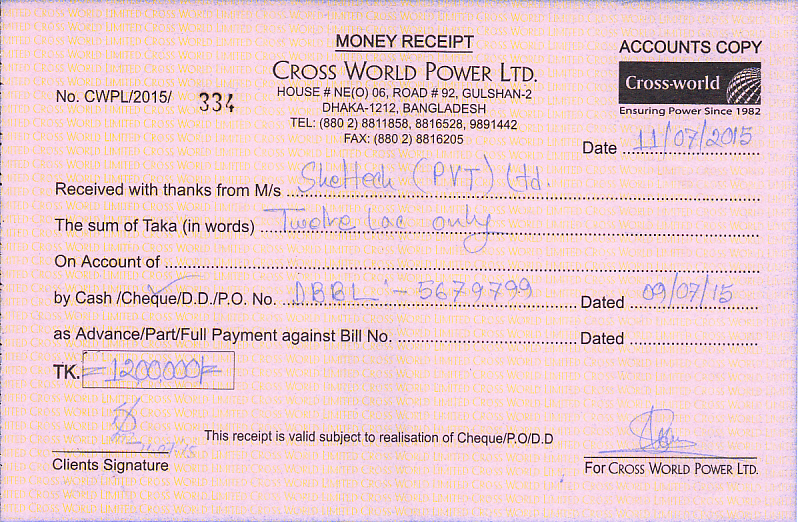 MONEY RECEIPT
ACCOUNTS COPY
CROSS WORLD POWER LTD.
Cross-world
Ensuring Power Since 1982
No. CWPL/2015/ 334
HOUSE # NE(O) 06, ROAD # 92, GULSHAN-2
DHAKA-1212, BANGLADESH
TEL: (880 2) 8811858, 8816528, 9891442
FAX: (880 2) 8816205
Date 11/07/2015
Received with thanks from M/s Sheltech (PVT) Ltd.
The sum of Taka (in words) Twelve Lac only
On Account of
by Cash /Cheque/D.D./P.O. No. DBBL - 5679799 Dated 09/07/15
as Advance/Part/Full Payment against Bill No. Dated
TK. =1200,000/=
This receipt is valid subject to realisation of Cheque/P.O/D.D
Clients Signature
For CROSS WORLD POWER LTD.